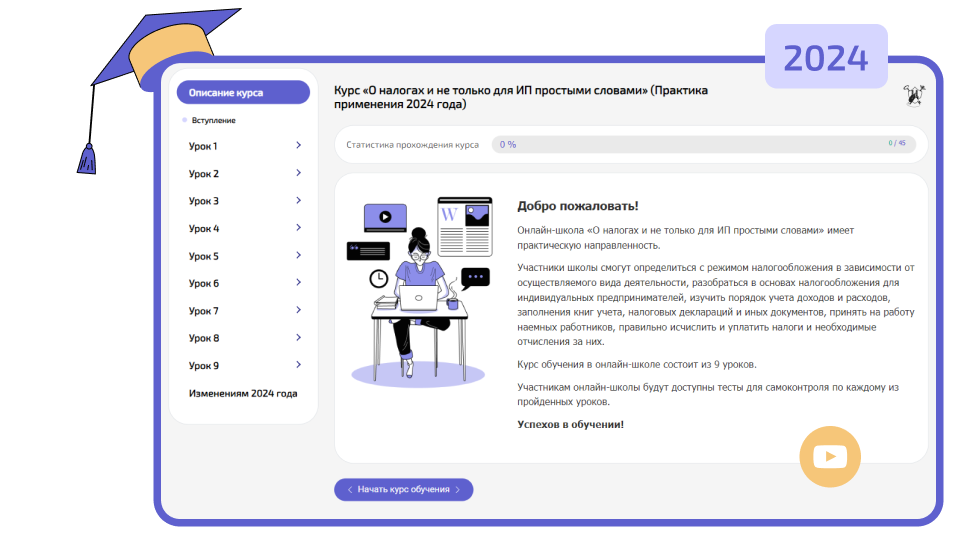 2024
Описание курса
Вступление
Урок 1
Урок 2
Урок 3
Урок 4
Урок 5
Урок 6
Урок 7
Урок 8
Урок 9
Изменениям 2024 года
Курс «О налогах и не только для ИП простыми словами» (Практика
применения 2024 года)
Статистика прохождения курса
0 %
0 / 45
W
Добро пожаловать!
Онлайн-школа «О налогах и не только для ИП простыми словами» имеет
практическую направленность.
Участники школы смогут определиться с режимом налогообложения в зависимости от
осуществляемого вида деятельности, разобраться в основах налогообложения для
индивидуальных предпринимателей, изучить порядок учета доходов и расходов,
заполнения книг учета, налоговых деклараций и иных документов, принять на работу
наемных работников, правильно исчислить и уплатить налоги и необходимые
отчисления за них.
Курс обучения в онлайн-школе состоит из 9 уроков.
Участникам онлайн-школы будут доступны тесты для самоконтроля по каждому из
пройденных уроков.
Успехов в обучении!
Начать курс обучения